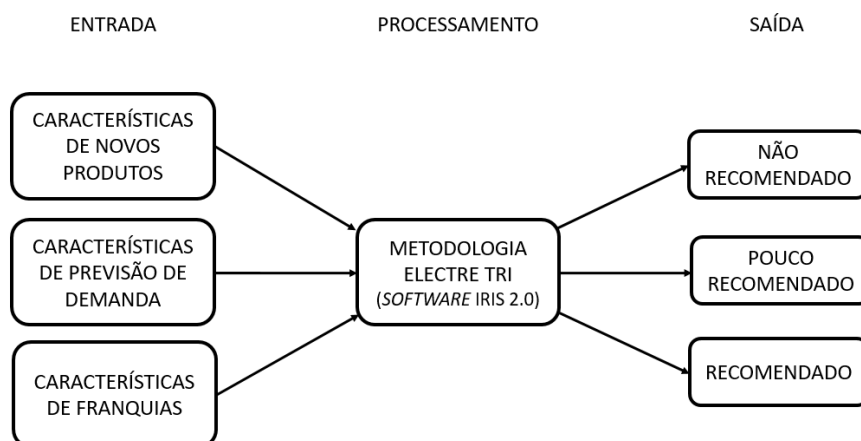 ENTRADA
PROCESSAMENTO
SAÍDA
CARACTERÍSTICAS
DE NOVOS
PRODUTOS
CARACTERÍSTICAS
DE PREVISÃO DE
DEMANDA
CARACTERÍSTICAS
DE FRANQUIAS
METODOLOGIA
ELECTRE TRI
(SOFTWARE IRIS 2.0)
NÃO
RECOMENDADO
POUCO
RECOMENDADO
RECOMENDADO